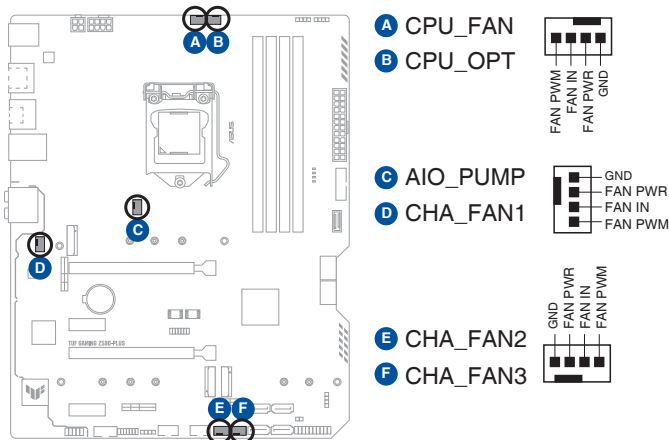 A B
A CPU_FAN
B CPU_OPT
FAN PWM
FAN IN
FAN PWR
GND
/SUS
C
C AIO_PUMP
D CHA_FAN1
GND
FAN PWR
FAN IN
FAN PWM
D
TUF GAMING Z590-PLUS
E CHA_FAN2
F CHA_FAN3
GND
FAN PWR
FAN IN
FAN PWM
E F